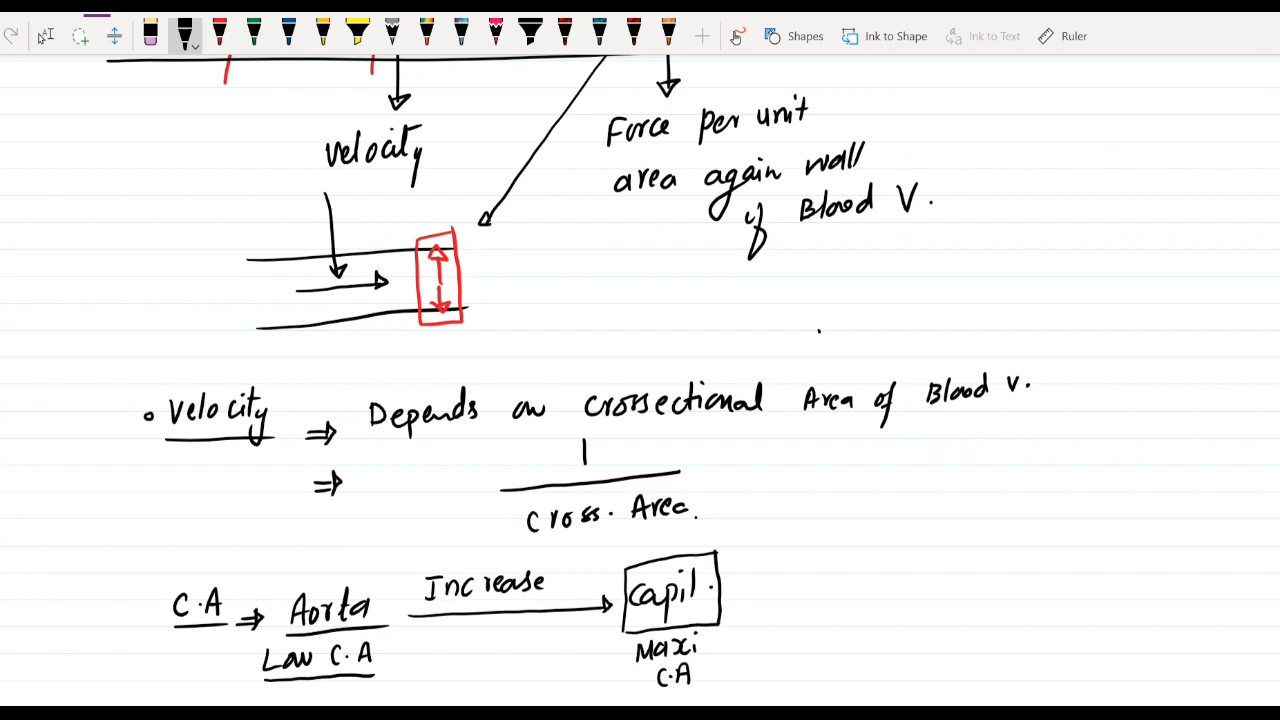 Shapes
Ink to Shape
Ink to Text
Ruler
velocity
Force per unit
area again wall
of Blood V.
• Velocity ⇒ Depends on crossectional Area of Blood v.
⇒ 1
Cross. Area.
C.A ⇒ Aorta Increase Capil.
Low C.A
Maxi
C.A